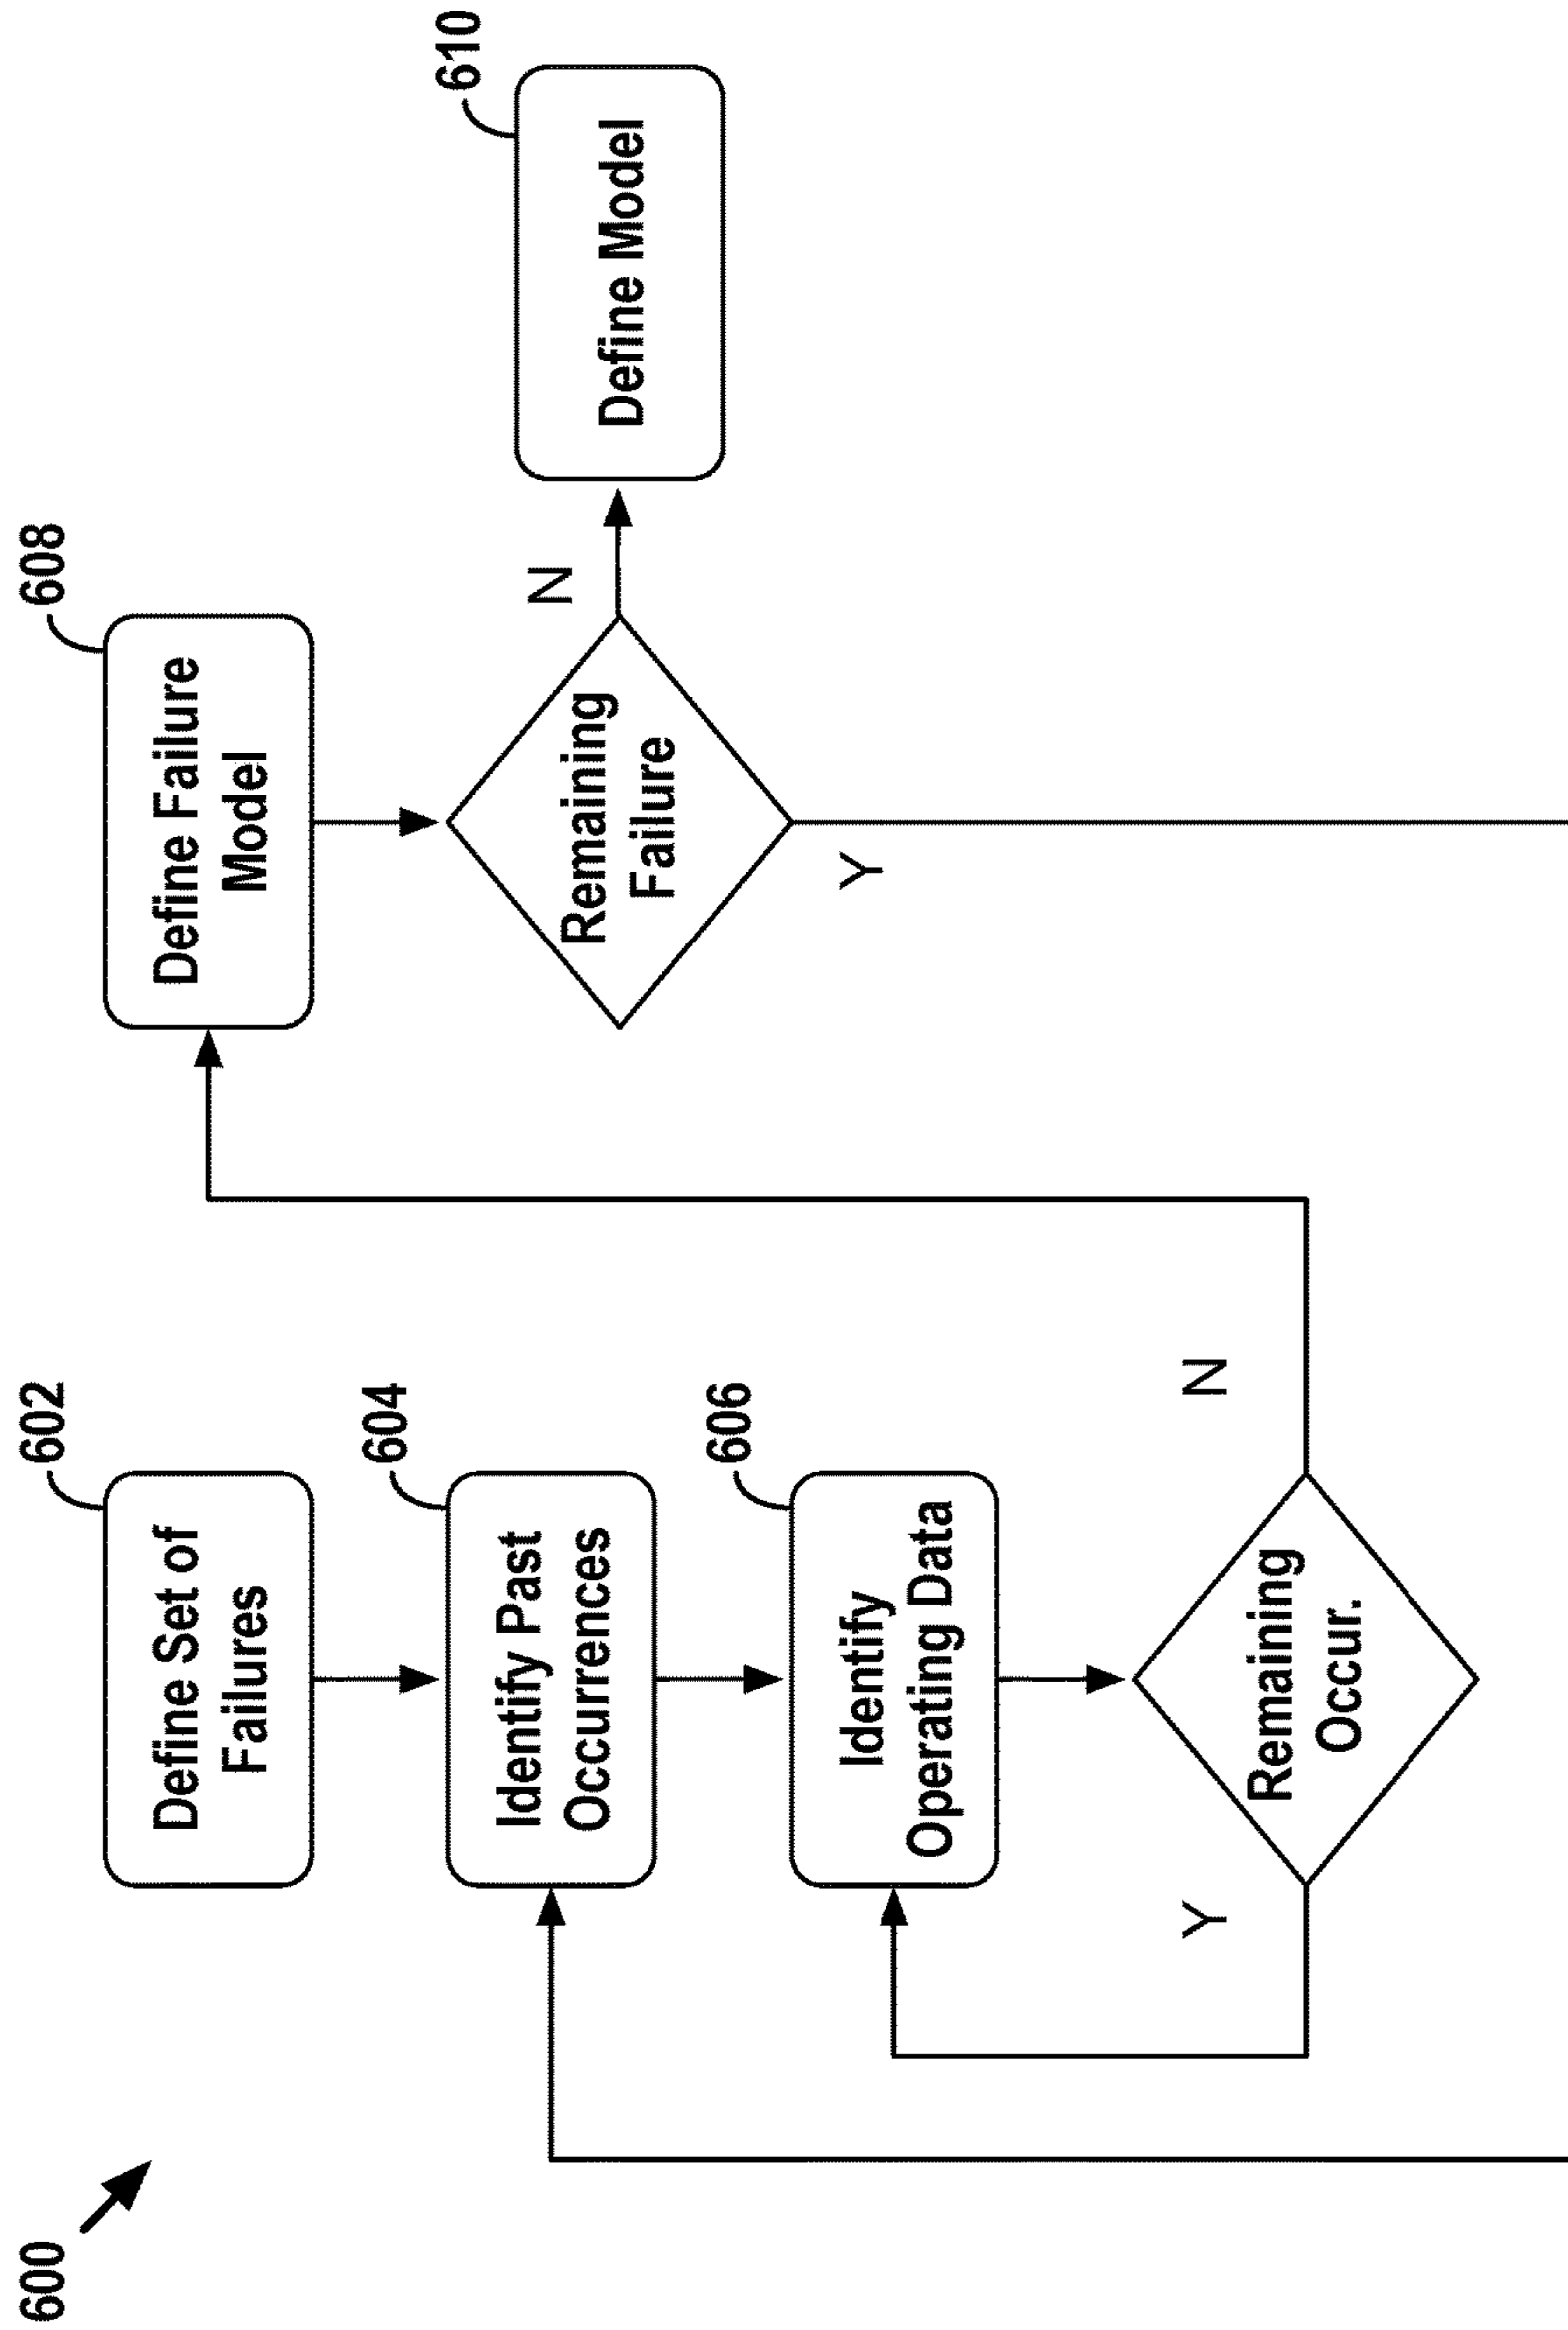 600
602
Define Set of
Failures
604
Identify Past
Occurrences
606
Identify
Operating Data
Remaining
Occur.
Y
N
608
Define Failure
Model
Remaining
Failure
Y
N
610
Define Model